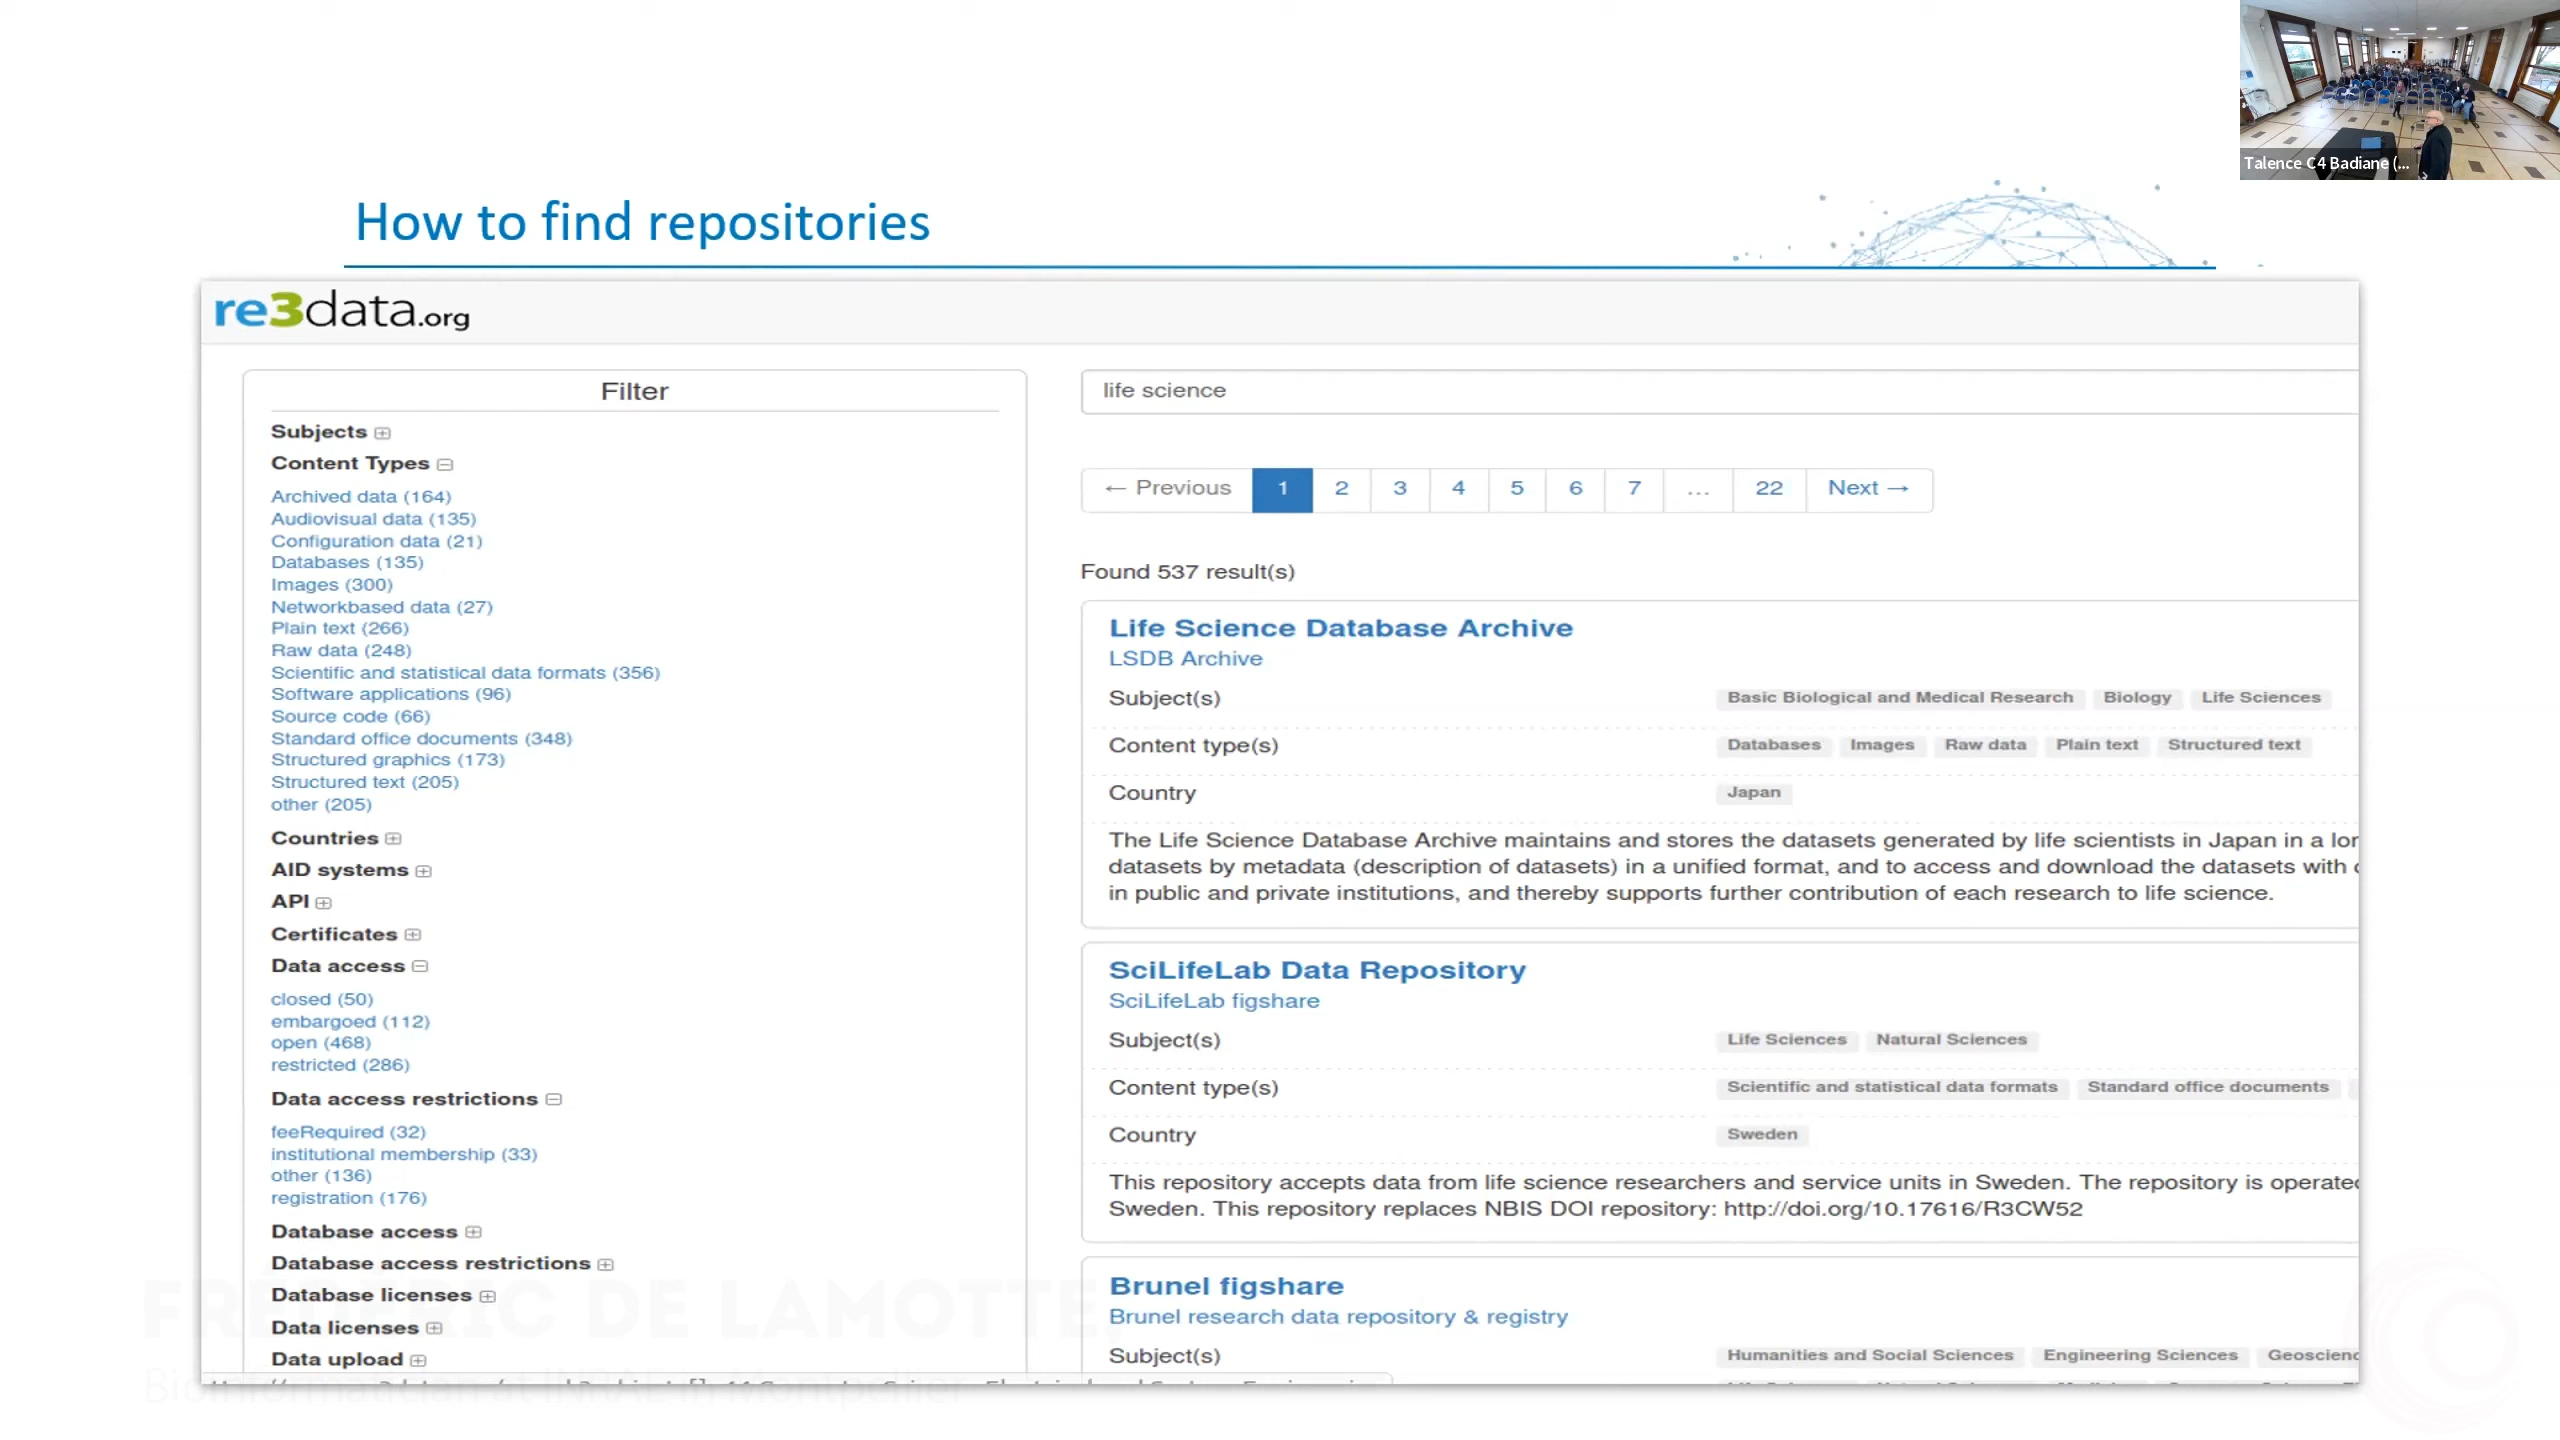 Talence C4 Badiane (...
How to find repositories
re3data.org
Filter
Subjects
Content Types
Archived data (164)
Audiovisual data (135)
Configuration data (21)
Databases (135)
Images (300)
Networkbased data (27)
Plain text (266)
Raw data (248)
Scientific and statistical data formats (356)
Software applications (96)
Source code (66)
Standard office documents (348)
Structured graphics (173)
Structured text (205)
other (205)
Countries
AID systems
API
Certificates
Data access
closed (50)
embargoed (112)
open (468)
restricted (286)
Data access restrictions
feeRequired (32)
institutional membership (33)
other (136)
registration (176)
Database access
Database access restrictions
Database licenses
Data licenses
Data upload
life science
← Previous 1 2 3 4 5 6 7 … 22 Next →
Found 537 result(s)
Life Science Database Archive
LSDB Archive
Subject(s) Basic Biological and Medical Research Biology Life Sciences
Content type(s) Databases Images Raw data Plain text Structured text
Country Japan
The Life Science Database Archive maintains and stores the datasets generated by life scientists in Japan in a lor
datasets by metadata (description of datasets) in a unified format, and to access and download the datasets with
in public and private institutions, and thereby supports further contribution of each research to life science.
SciLifeLab Data Repository
SciLifeLab figshare
Subject(s) Life Sciences Natural Sciences
Content type(s) Scientific and statistical data formats Standard office documents
Country Sweden
This repository accepts data from life science researchers and service units in Sweden. The repository is operated
Sweden. This repository replaces NBIS DOI repository: http://doi.org/10.17616/R3CW52
Brunel figshare
Brunel research data repository & registry
Subject(s) Humanities and Social Sciences Engineering Sciences Geoscienc
FRÉDÉRIC DE LAMOTTE,
Bioinformatician at INRAE in Montpellier